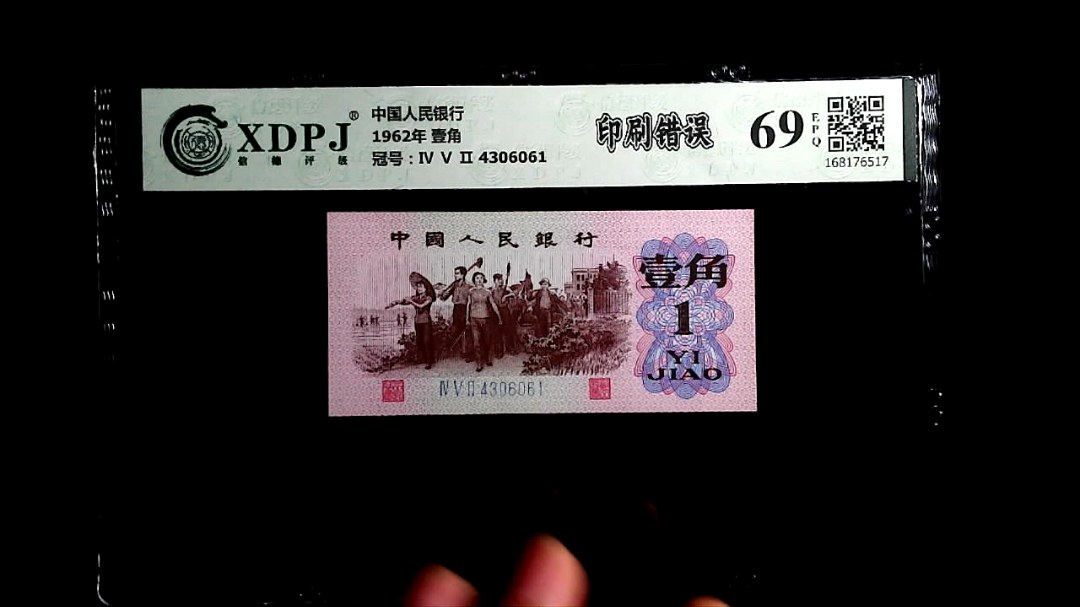 XDPJ®
信德评级
中国人民银行
1962年 壹角
冠号：Ⅳ Ⅴ Ⅱ 4306061
印刷错误
69
EPQ
168176517
中國人民銀行
壹角
1
YI
JIAO
Ⅳ Ⅴ Ⅱ 4306061